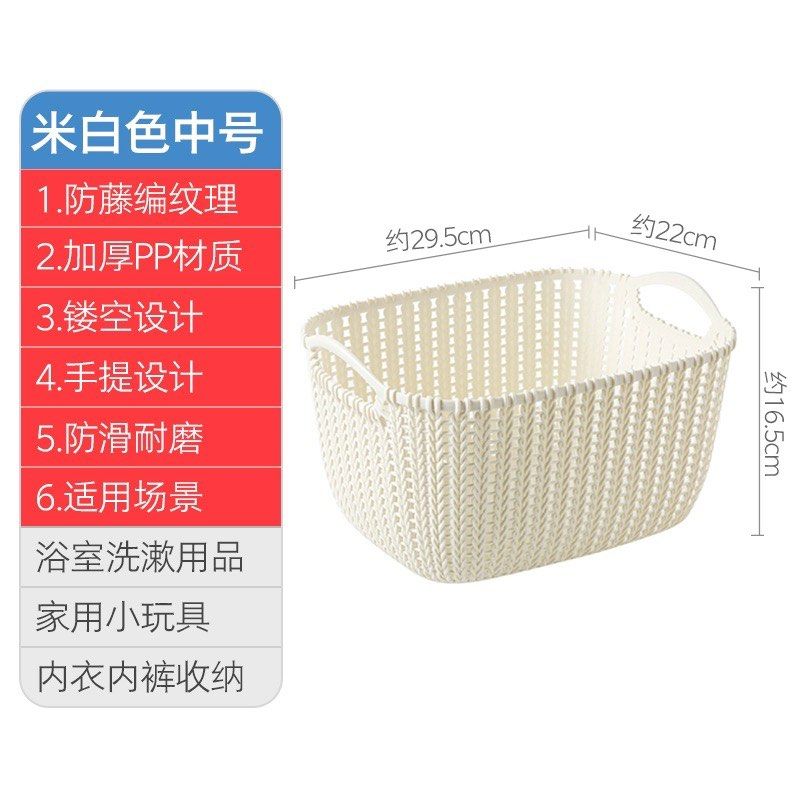 米白色中号
1.防藤编纹理
2.加厚PP材质
3.镂空设计
4.手提设计
5.防滑耐磨
6.适用场景
浴室洗漱用品
家用小玩具
内衣内裤收纳
约29.5cm
约22cm
约16.5cm